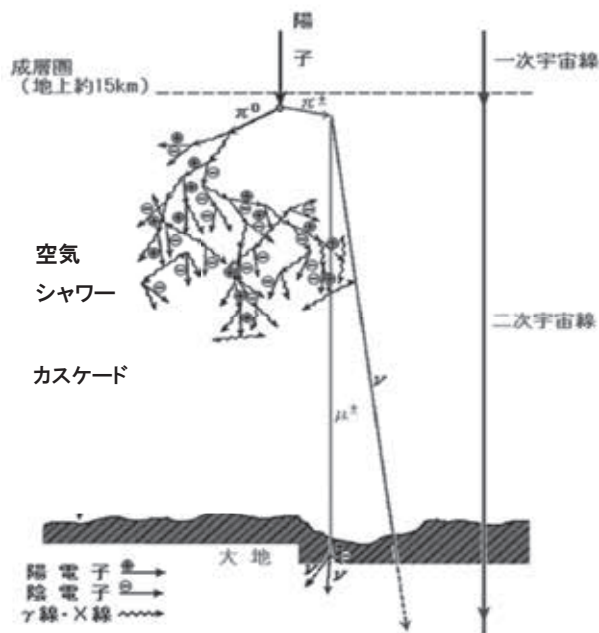 陽
子
成層圏
（地上約15km）
一次宇宙線
π⁰
π±
空気
シャワー
二次宇宙線
カスケード
ν
μ±
大地
ν
陽電子 ⊕
陰電子 ⊖
γ線・X線